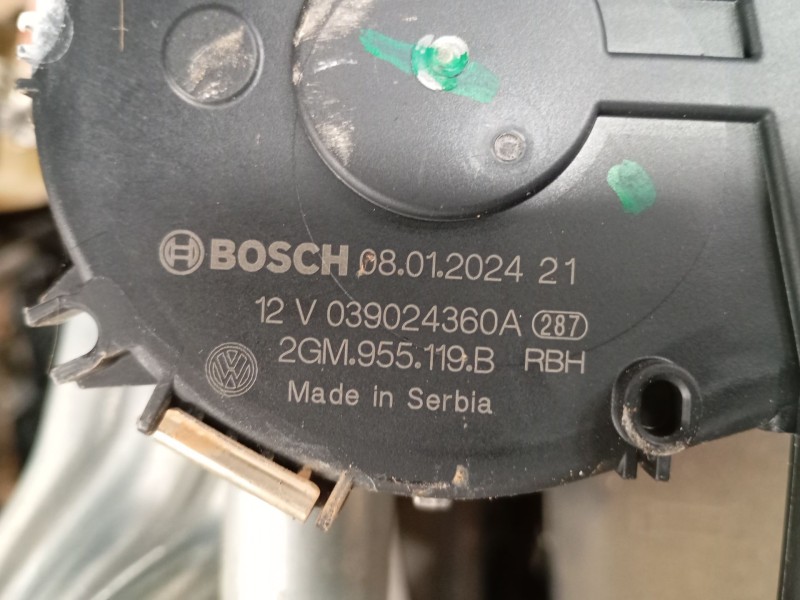 BOSCH 08.01.2024 21
12 V 039024360A 287
2GM.955.119.B RBH
Made in Serbia